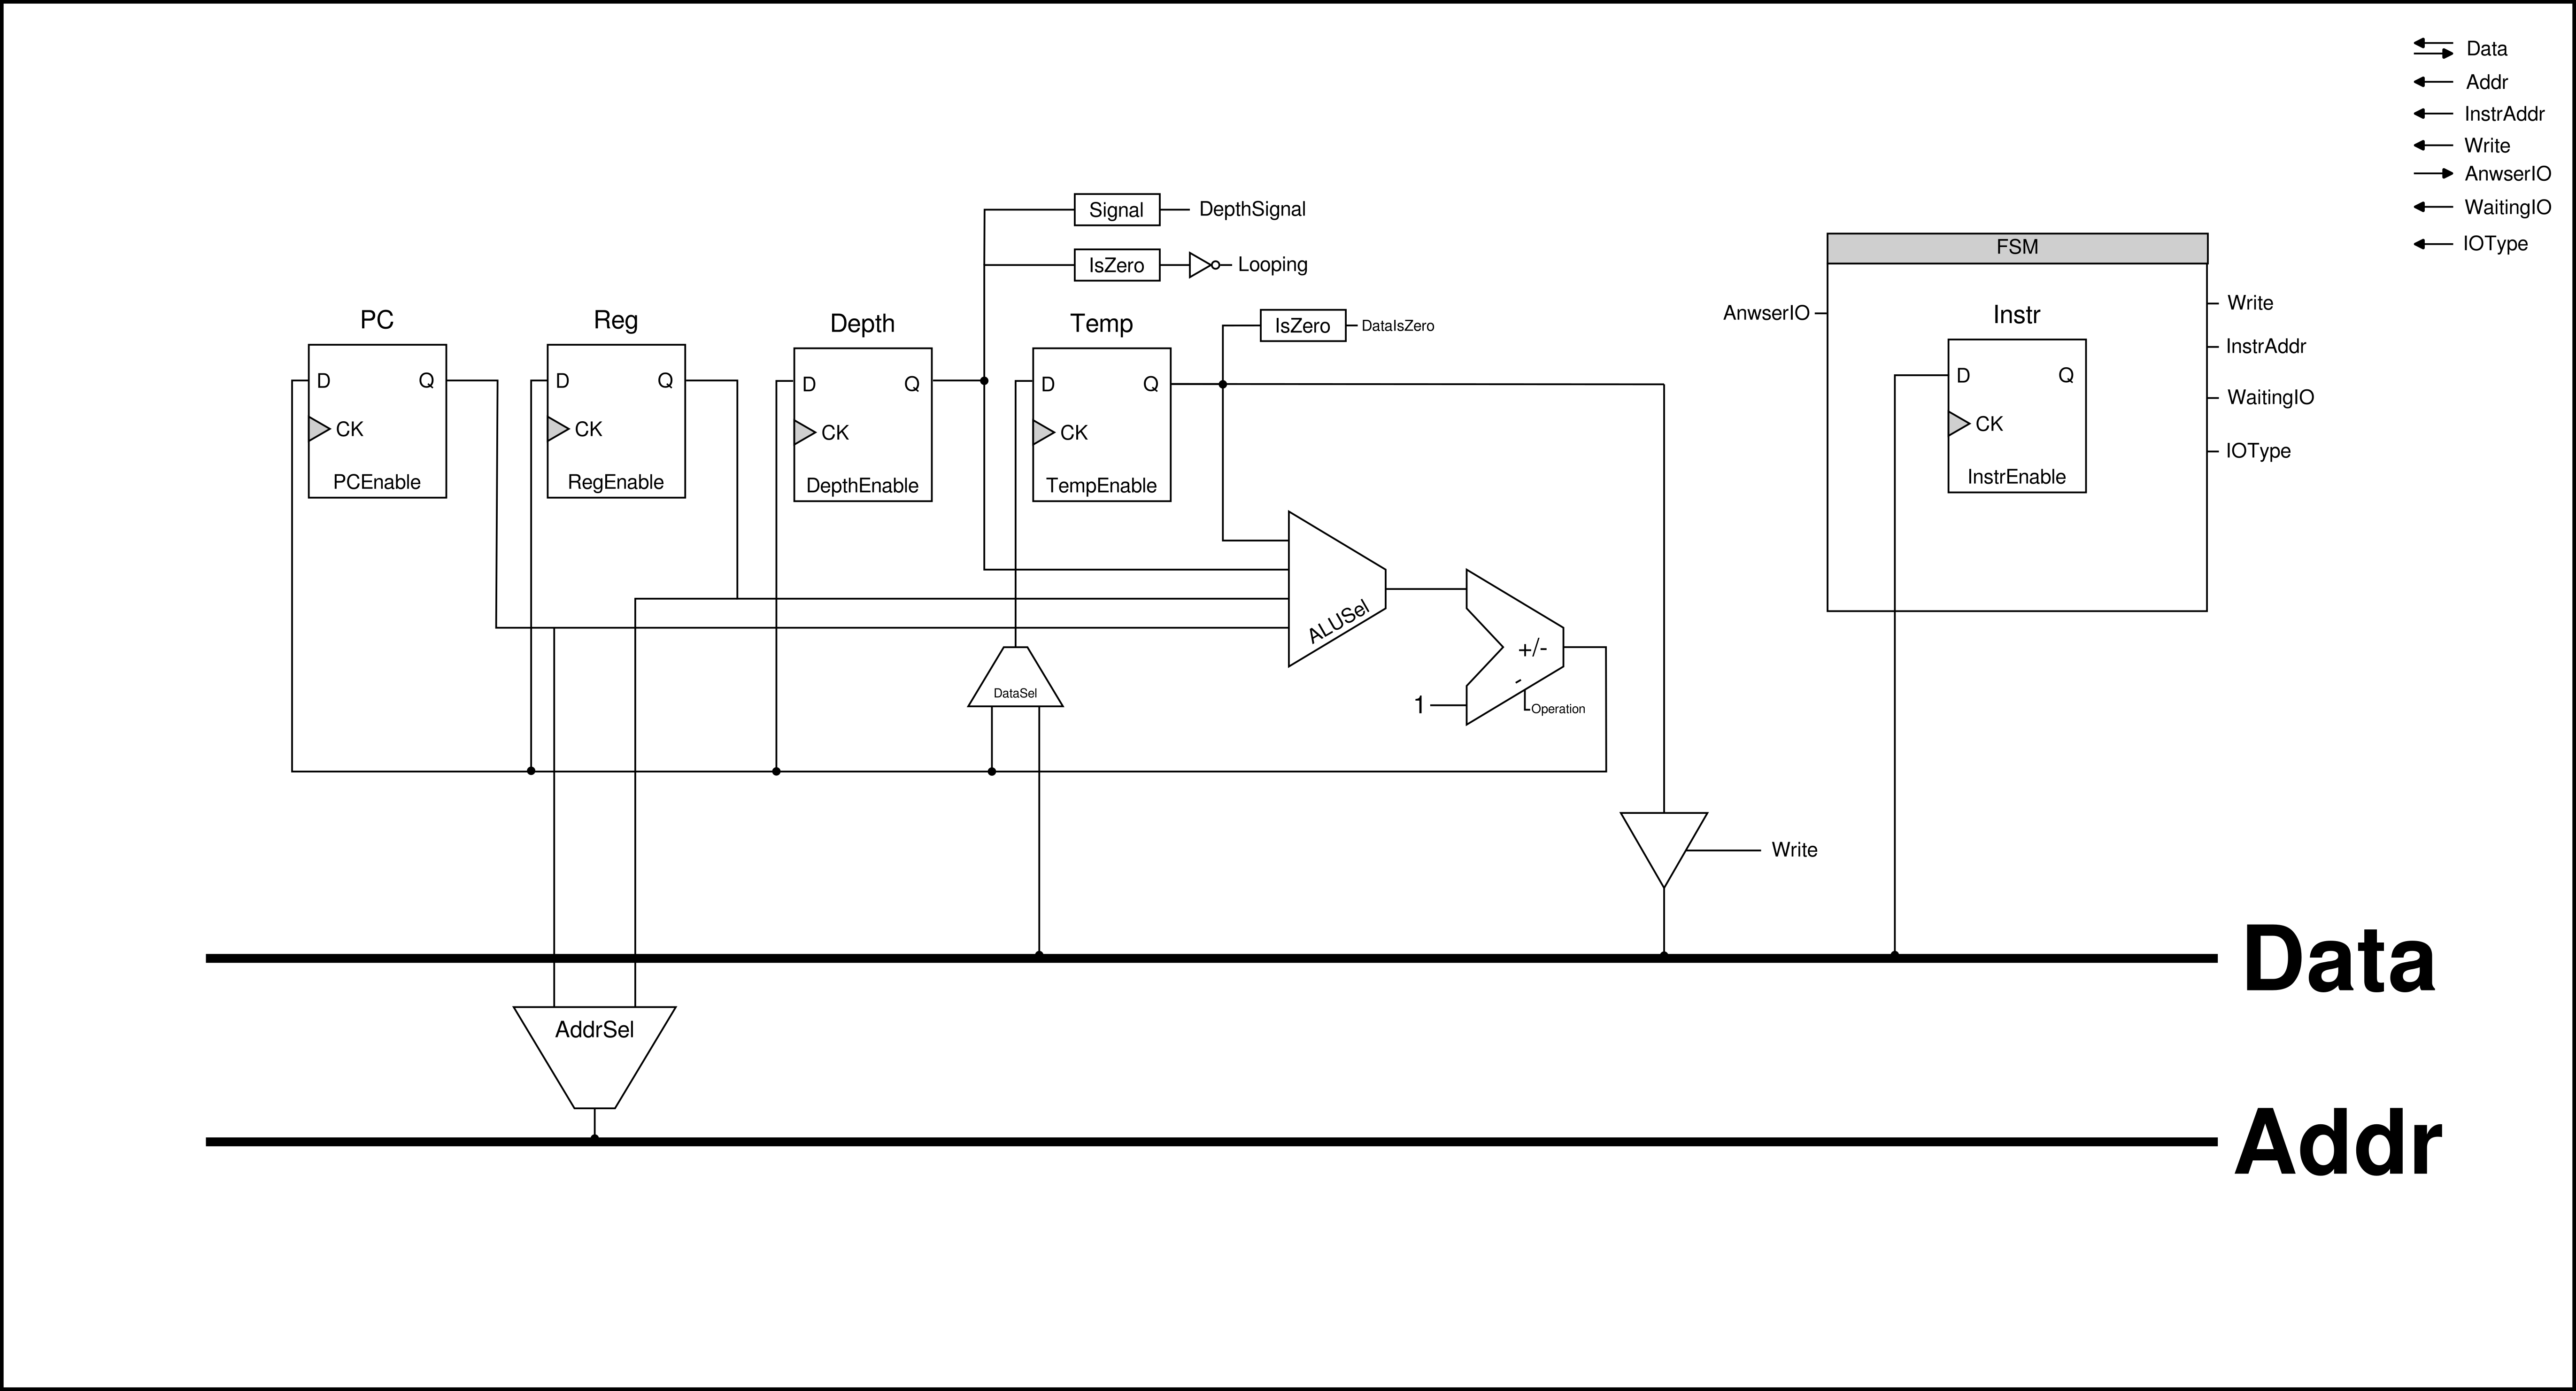 Data
Addr
InstrAddr
Write
AnwserIO
WaitingIO
IOType
Signal DepthSignal
IsZero Looping
FSM
PC Reg Depth Temp
IsZero DataIsZero
AnwserIO
Instr
Write
InstrAddr
WaitingIO
IOType
D Q
CK
PCEnable
D Q
CK
RegEnable
D Q
CK
DepthEnable
D Q
CK
TempEnable
D Q
CK
InstrEnable
ALUSel
+/-
-
Operation
1
DataSel
Write
Data
AddrSel
Addr